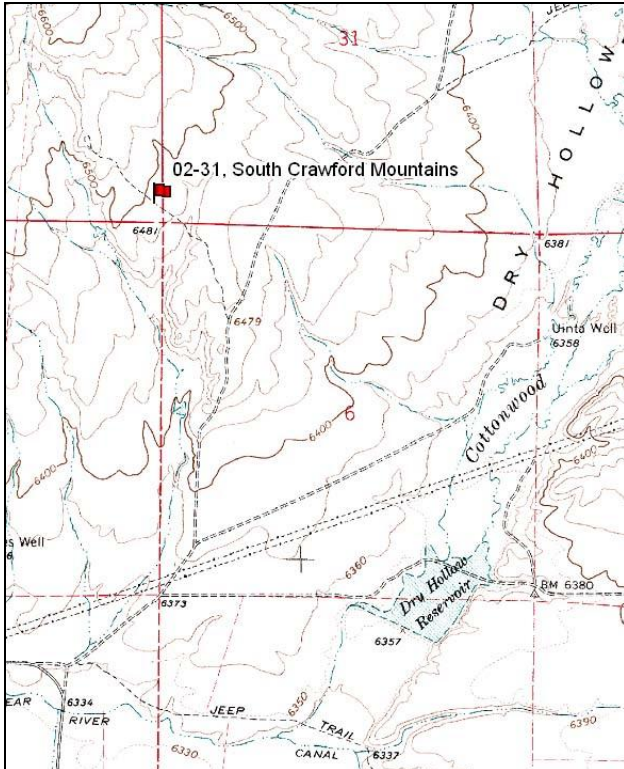 6600
31
JEE
DRY HOLLOW
6500
02-31, South Crawford Mountains
6400
6481
6381
6479
Uinta Well
6358
6
6400
Cottonwood
6400
6400
s Well
6360
Dry Hollow
Reservoir
BM 6380
6373
6357
6350
EAR
6334
RIVER
JEEP
TRAIL
6390
6330
CANAL
6337